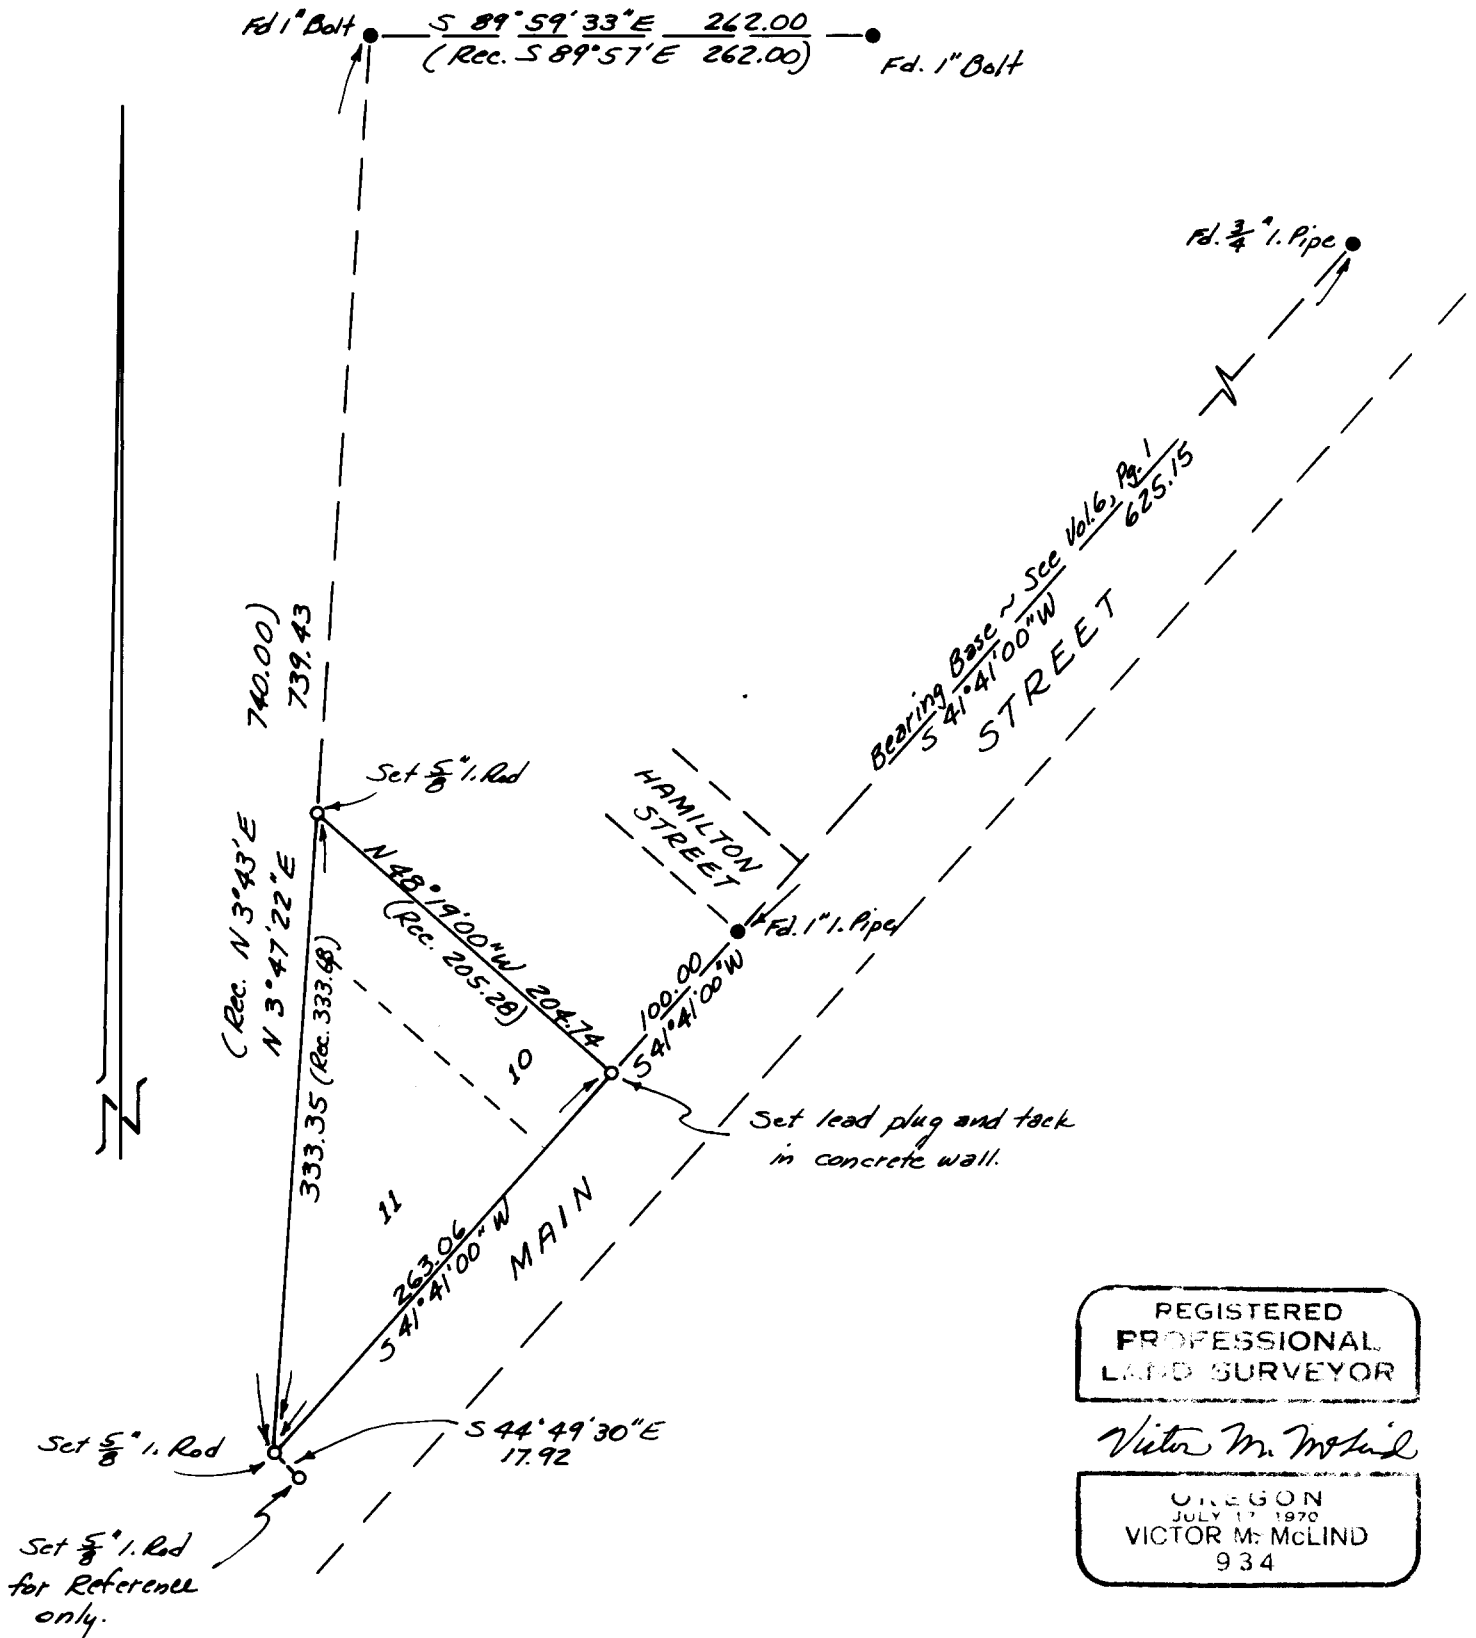 Fd 1" Bolt
S 89°59'33"E 262.00
(Rec. S 89°57'E 262.00)
Fd. 1" Bolt
Fd. 3/4" I. Pipe
Bearing Base ~ See Vol. 6, Pg. 1
S 41°41'00"W 625.15
STREET
(Rec. N 3°43'E 740.00)
N 3°47'22"E 739.43
Set 5/8" I. Rod
HAMILTON
STREET
N 48°19'00"W 204.74
(Rec. 205.28)
Fd. 1" I. Pipe
100.00
S 41°41'00"W
333.35 (Rec. 333.68)
10
Set lead plug and tack
in concrete wall.
11
263.06
S 41°41'00"W
MAIN
N
Set 5/8" I. Rod
S 44°49'30"E
17.92
Set 5/8" I. Rod
for Reference
only.
REGISTERED
PROFESSIONAL
LAND SURVEYOR
Victor M. McLind
OREGON
JULY 17 1970
VICTOR M. McLIND
934